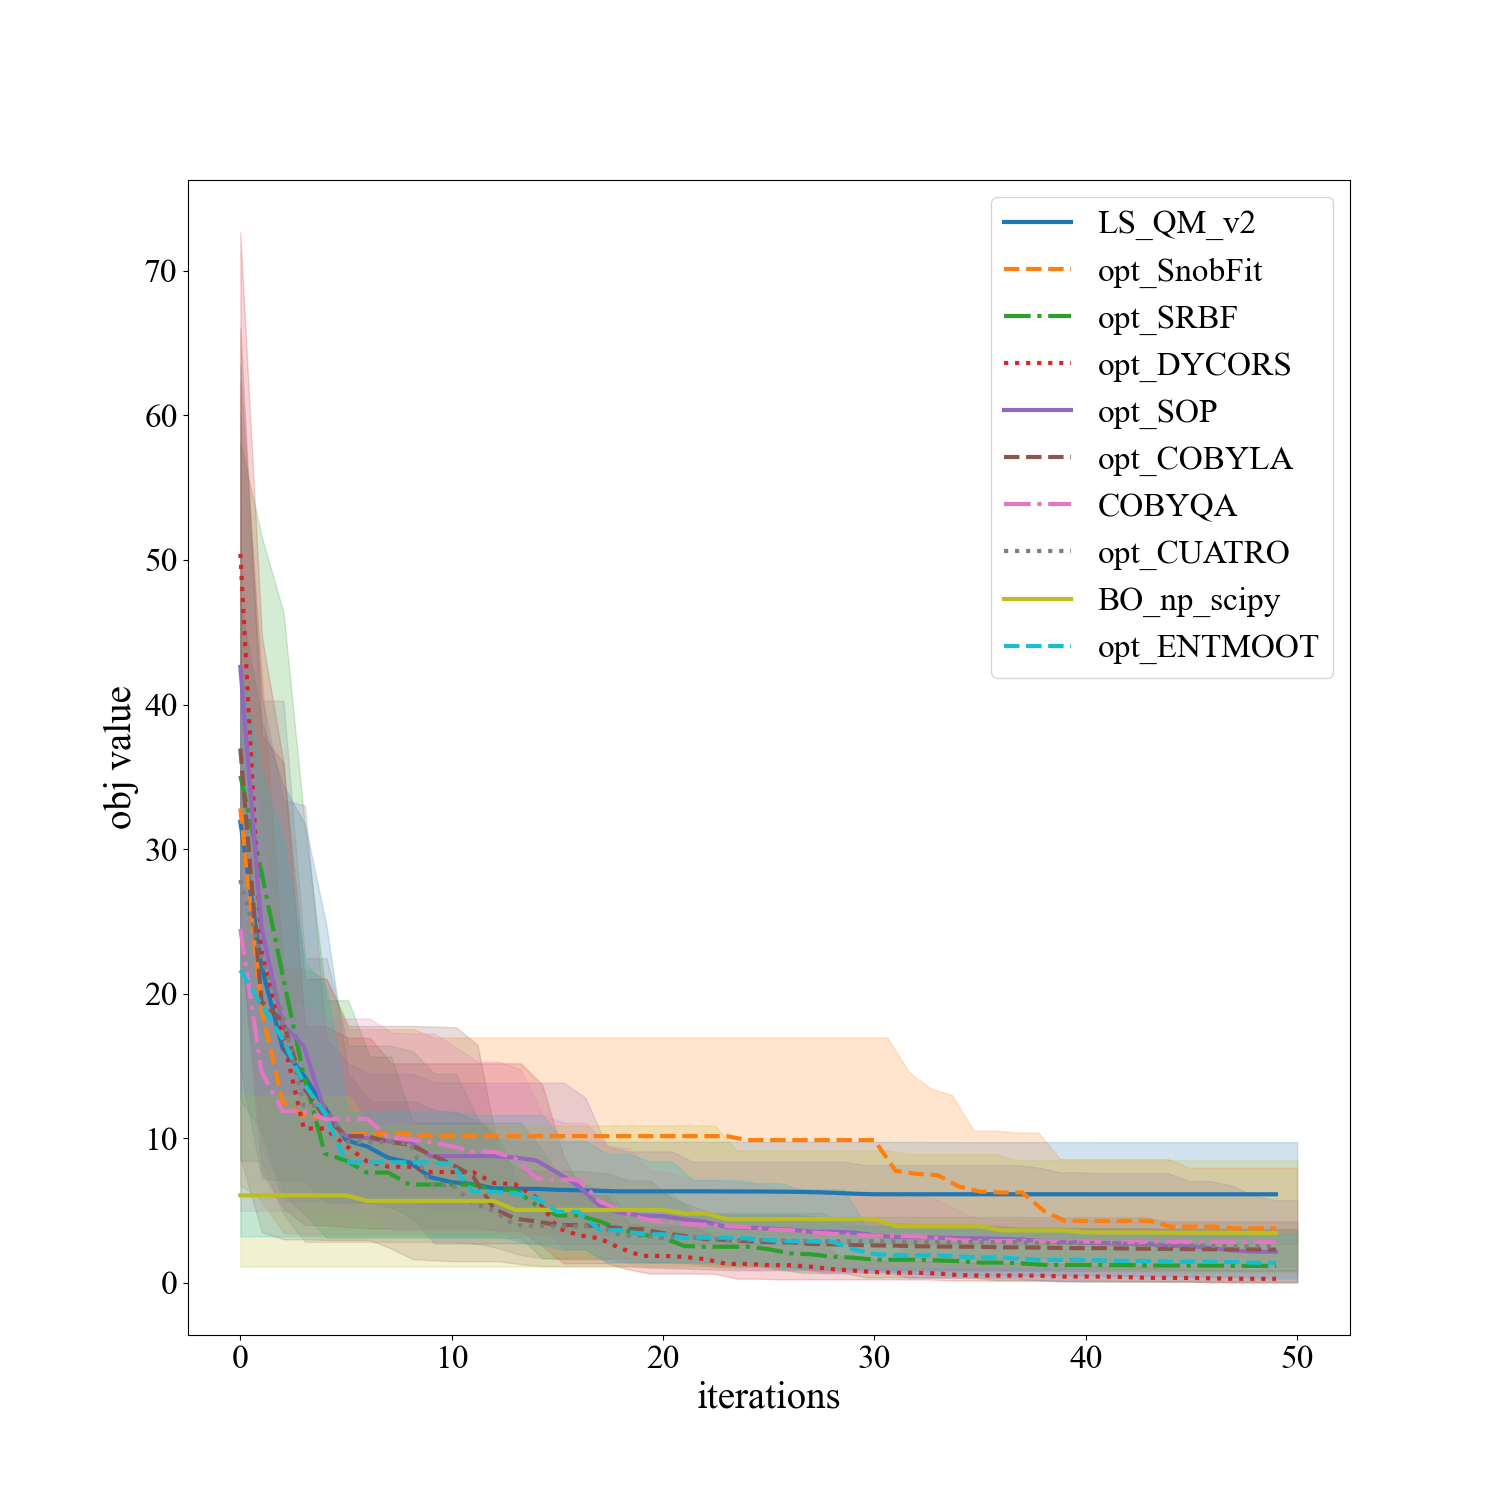 LS_QM_v2
opt_SnobFit
opt_SRBF
opt_DYCORS
opt_SOP
opt_COBYLA
COBYQA
opt_CUATRO
BO_np_scipy
opt_ENTMOOT
70
60
50
40
30
20
10
0
obj value
0 10 20 30 40 50
iterations